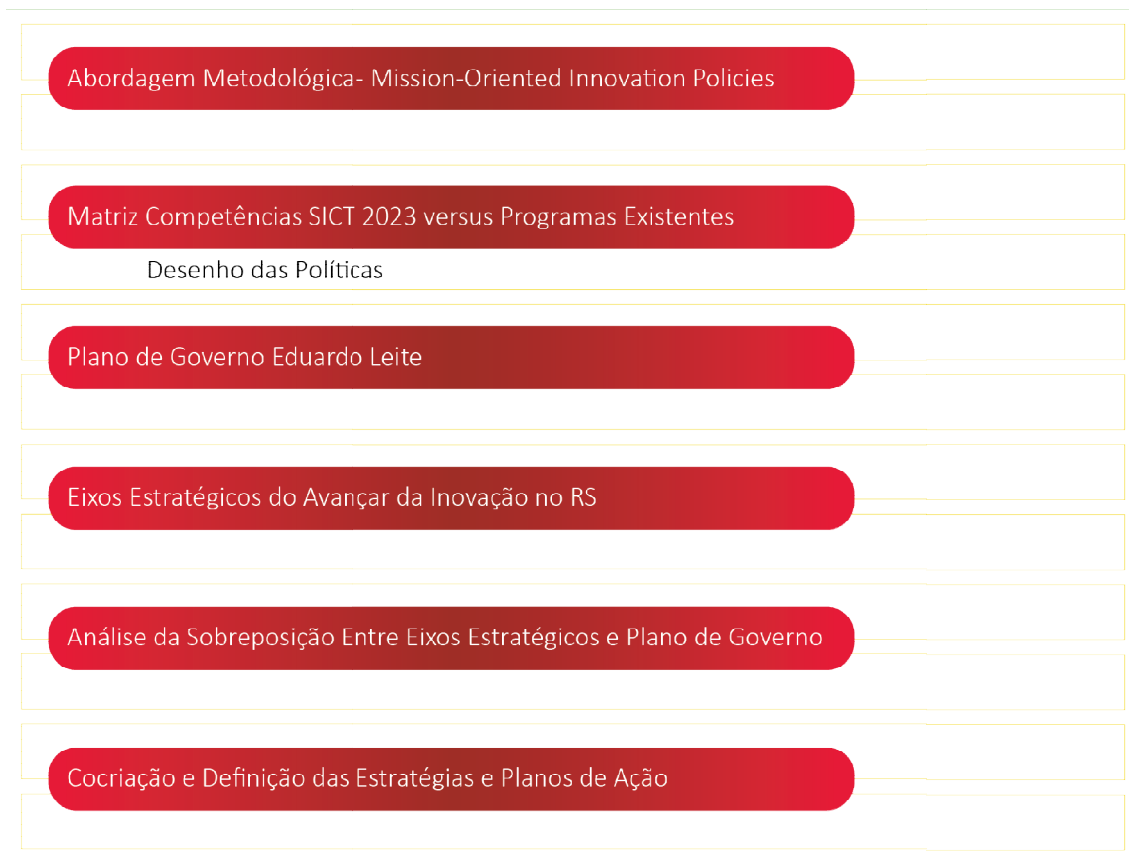 Abordagem Metodológica- Mission-Oriented Innovation Policies
Matriz Competências SICT 2023 versus Programas Existentes
Desenho das Políticas
Plano de Governo Eduardo Leite
Eixos Estratégicos do Avançar da Inovação no RS
Análise da Sobreposição Entre Eixos Estratégicos e Plano de Governo
Cocriação e Definição das Estratégias e Planos de Ação